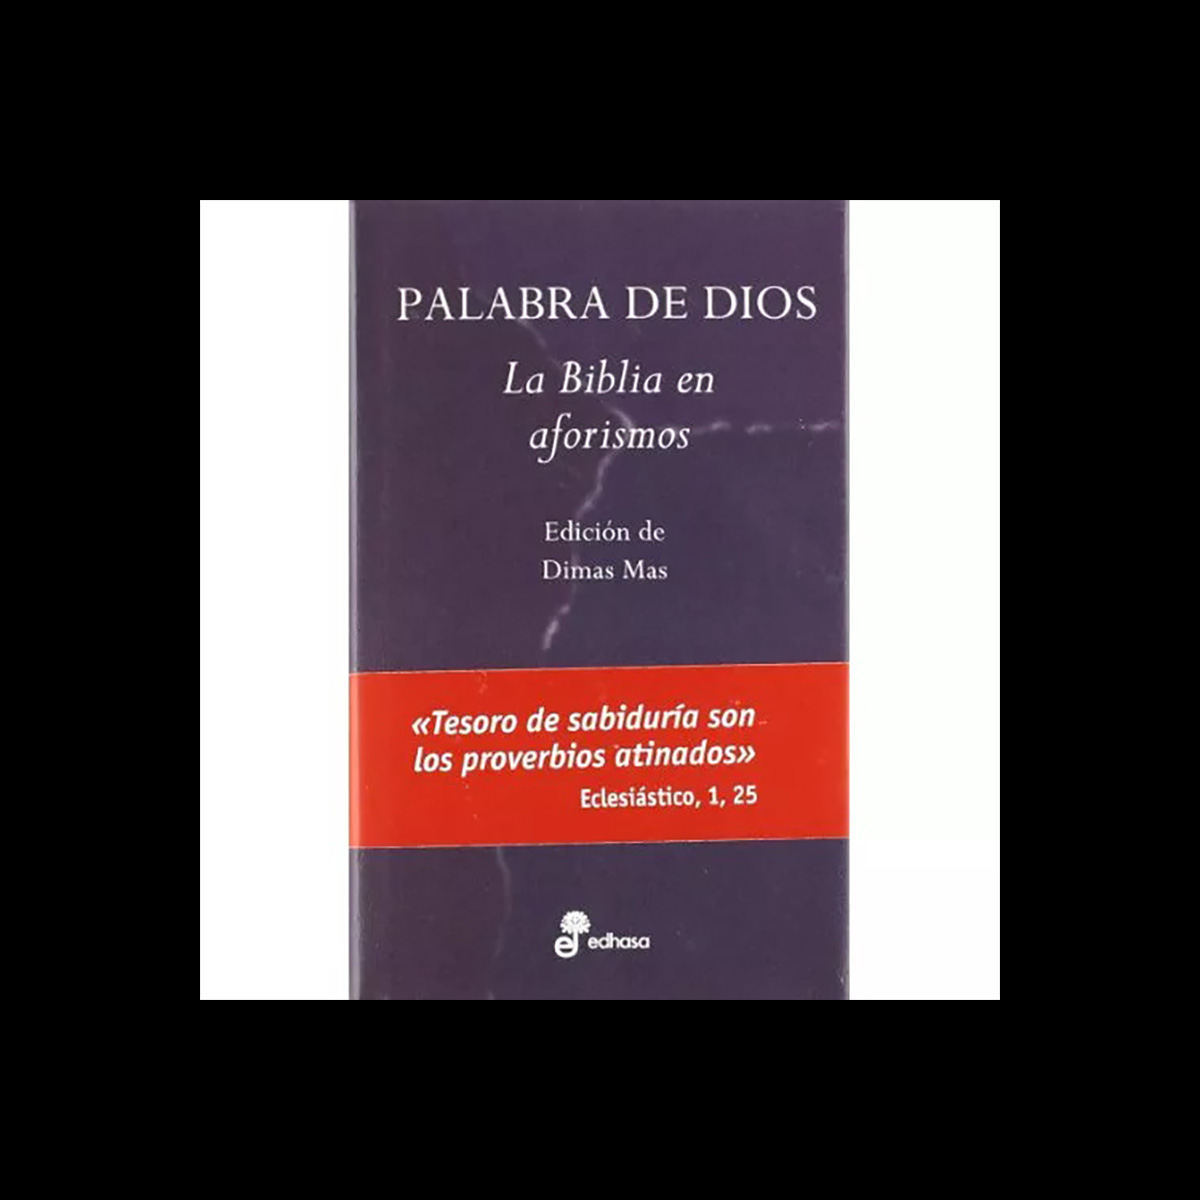 PALABRA DE DIOS
La Biblia en
aforismos
Edición de
Dimas Mas
«Tesoro de sabiduría son
los proverbios atinados»
Eclesiástico, 1, 25
edhasa